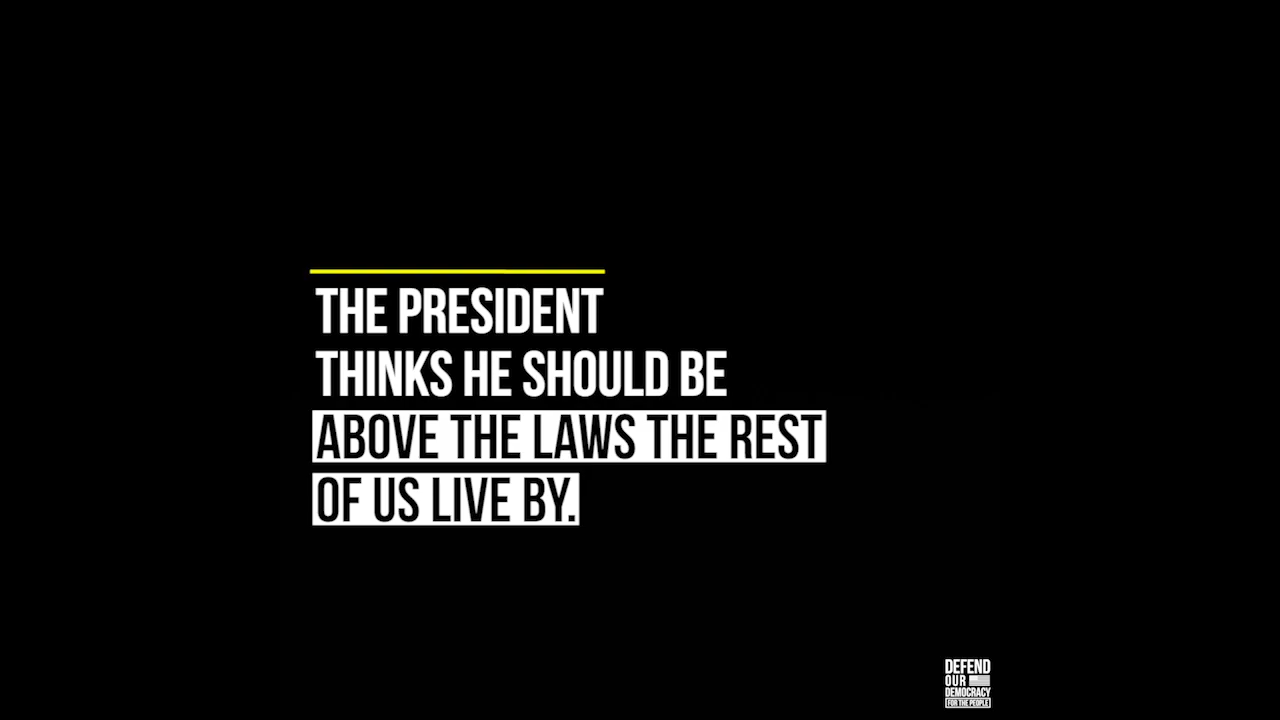 THE PRESIDENT
THINKS HE SHOULD BE
ABOVE THE LAWS THE REST
OF US LIVE BY.
DEFEND
OUR
DEMOCRACY
FOR THE PEOPLE